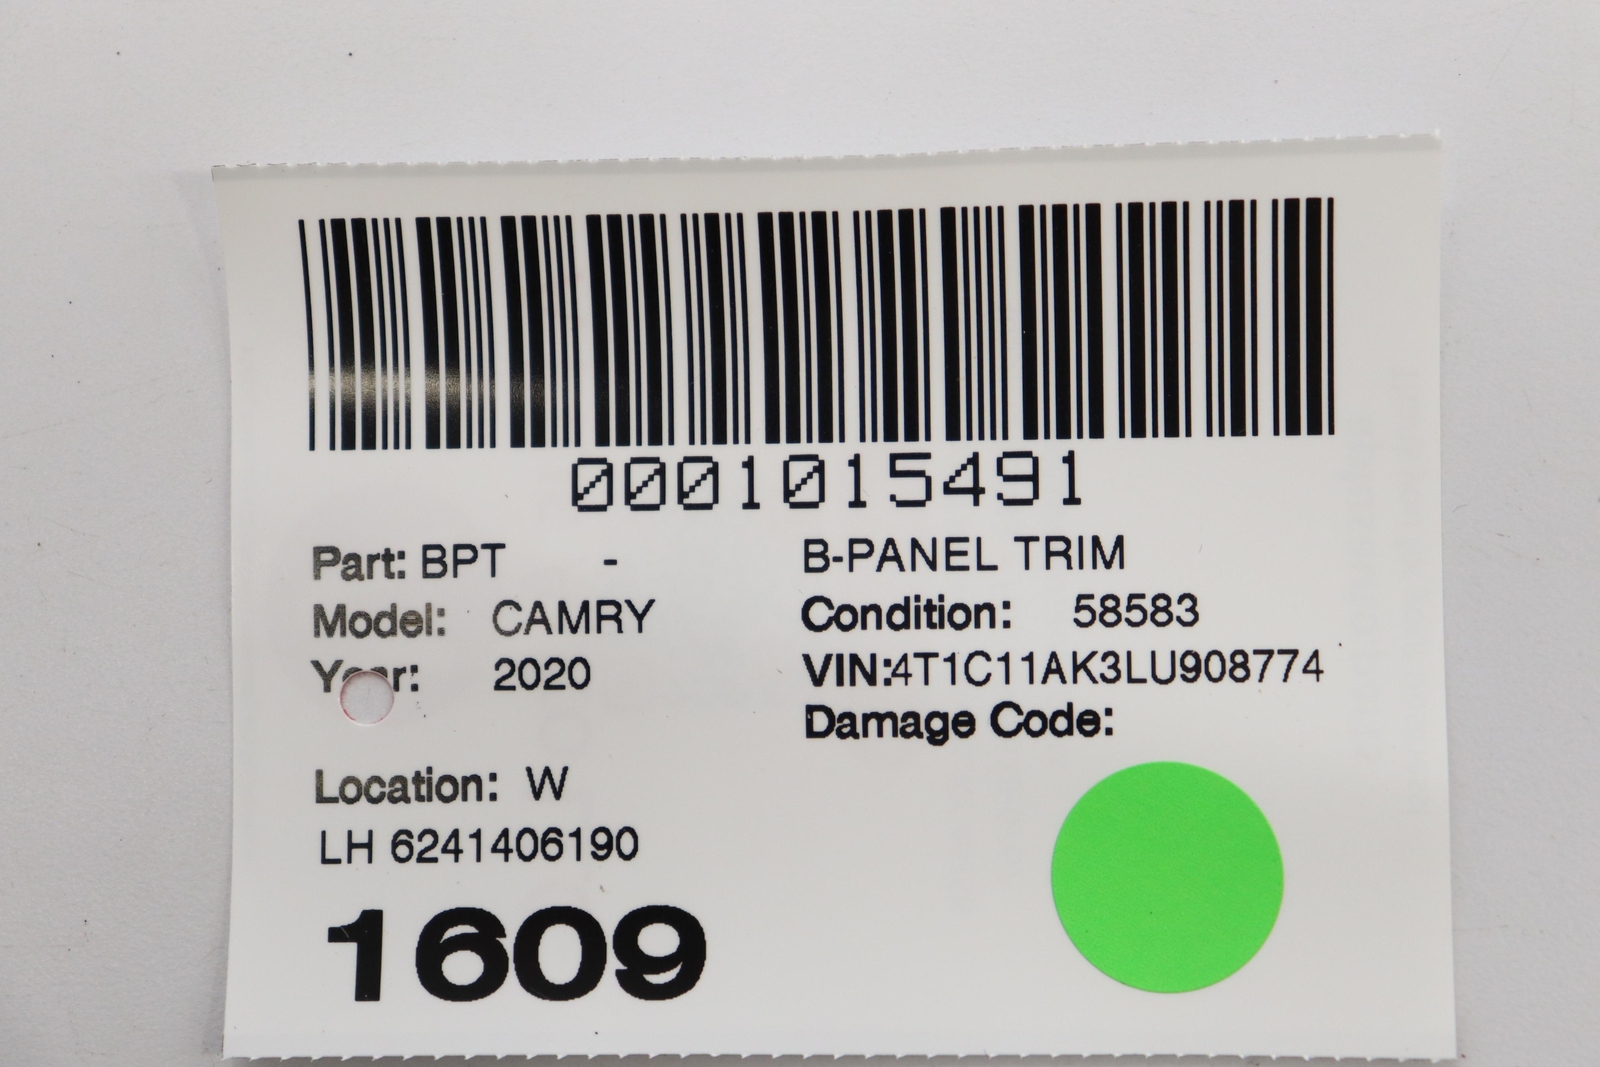 0001015491
Part: BPT - B-PANEL TRIM
Model: CAMRY Condition: 58583
Year: 2020 VIN:4T1C11AK3LU908774
Damage Code:
Location: W
LH 6241406190
1609